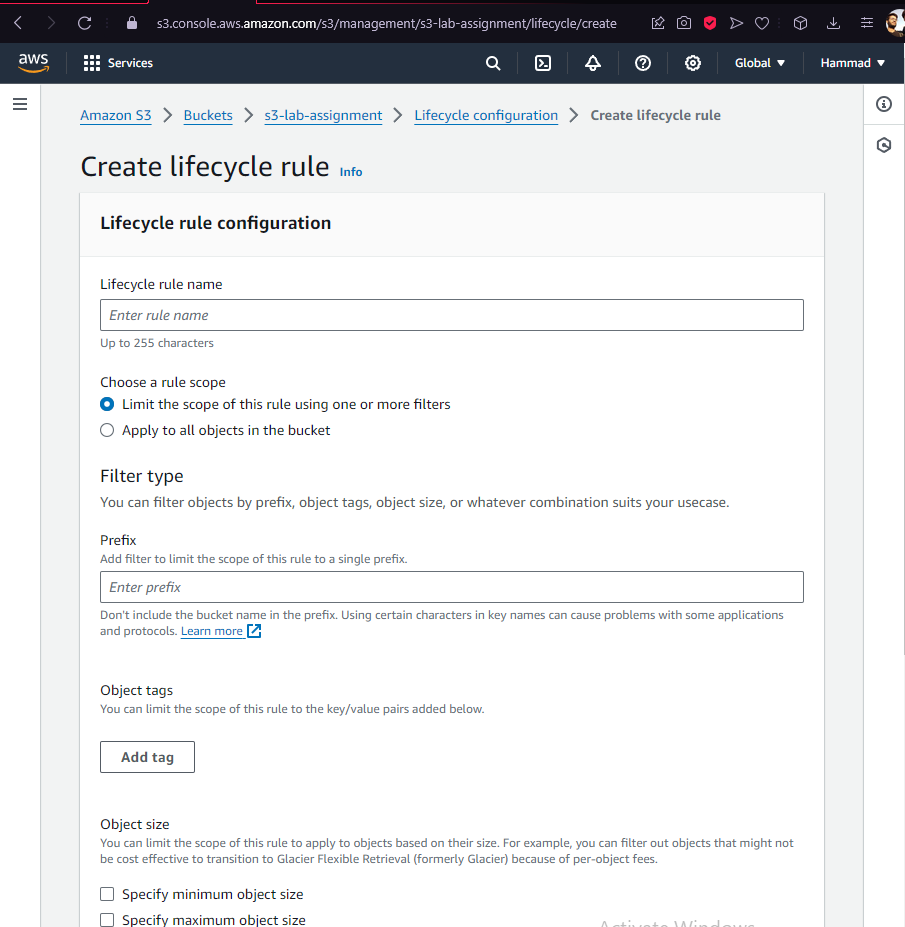 s3.console.aws.amazon.com/s3/management/s3-lab-assignment/lifecycle/create
aws
Services
Global
Hammad
Amazon S3 > Buckets > s3-lab-assignment > Lifecycle configuration > Create lifecycle rule
Create lifecycle rule Info
Lifecycle rule configuration
Lifecycle rule name
Enter rule name
Up to 255 characters
Choose a rule scope
Limit the scope of this rule using one or more filters
Apply to all objects in the bucket
Filter type
You can filter objects by prefix, object tags, object size, or whatever combination suits your usecase.
Prefix
Add filter to limit the scope of this rule to a single prefix.
Enter prefix
Don't include the bucket name in the prefix. Using certain characters in key names can cause problems with some applications
and protocols. Learn more
Object tags
You can limit the scope of this rule to the key/value pairs added below.
Add tag
Object size
You can limit the scope of this rule to apply to objects based on their size. For example, you can filter out objects that might not
be cost effective to transition to Glacier Flexible Retrieval (formerly Glacier) because of per-object fees.
Specify minimum object size
Specify maximum object size
Activate Windows